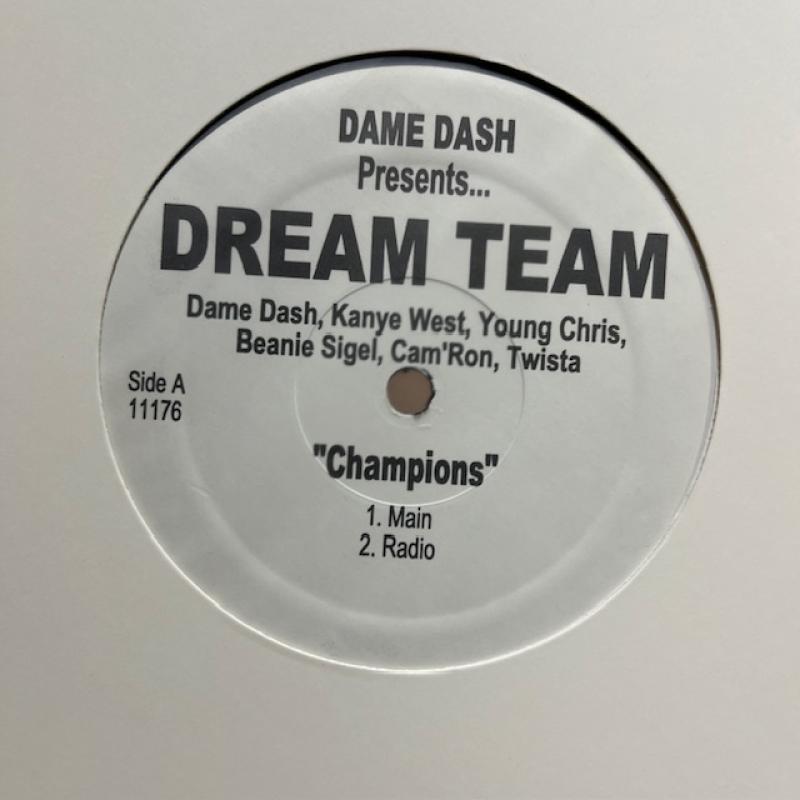 DAME DASH
Presents...
DREAM TEAM
Dame Dash, Kanye West, Young Chris,
Beanie Sigel, Cam'Ron, Twista
Side A
11176
"Champions"
1. Main
2. Radio